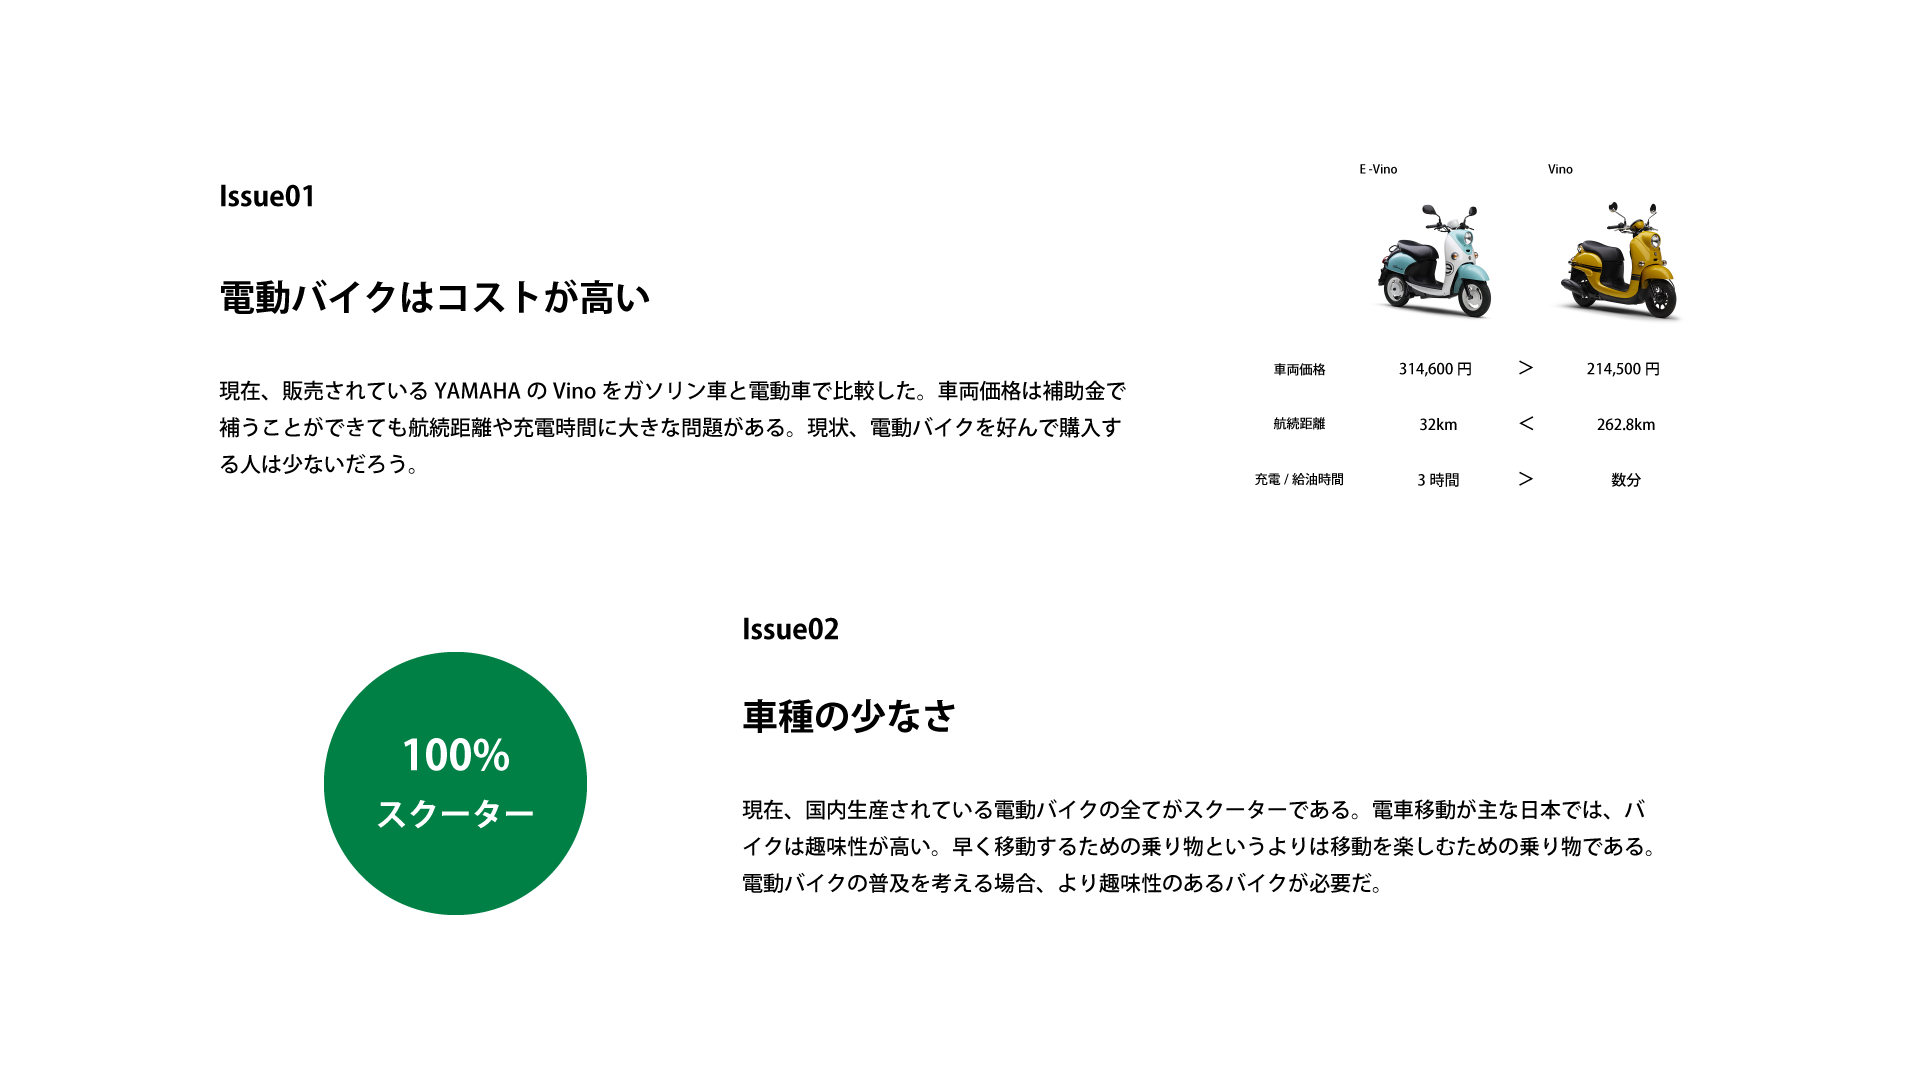 Issue01
電動バイクはコストが高い
現在、販売されている YAMAHA の Vino をガソリン車と電動車で比較した。車両価格は補助金で
補うことができても航続距離や充電時間に大きな問題がある。現状、電動バイクを好んで購入す
る人は少ないだろう。
E -Vino Vino
車両価格 314,600 円 > 214,500 円
航続距離 32km < 262.8km
充電 / 給油時間 3 時間 > 数分
100%
スクーター
Issue02
車種の少なさ
現在、国内生産されている電動バイクの全てがスクーターである。電車移動が主な日本では、バ
イクは趣味性が高い。早く移動するための乗り物というよりは移動を楽しむための乗り物である。
電動バイクの普及を考える場合、より趣味性のあるバイクが必要だ。